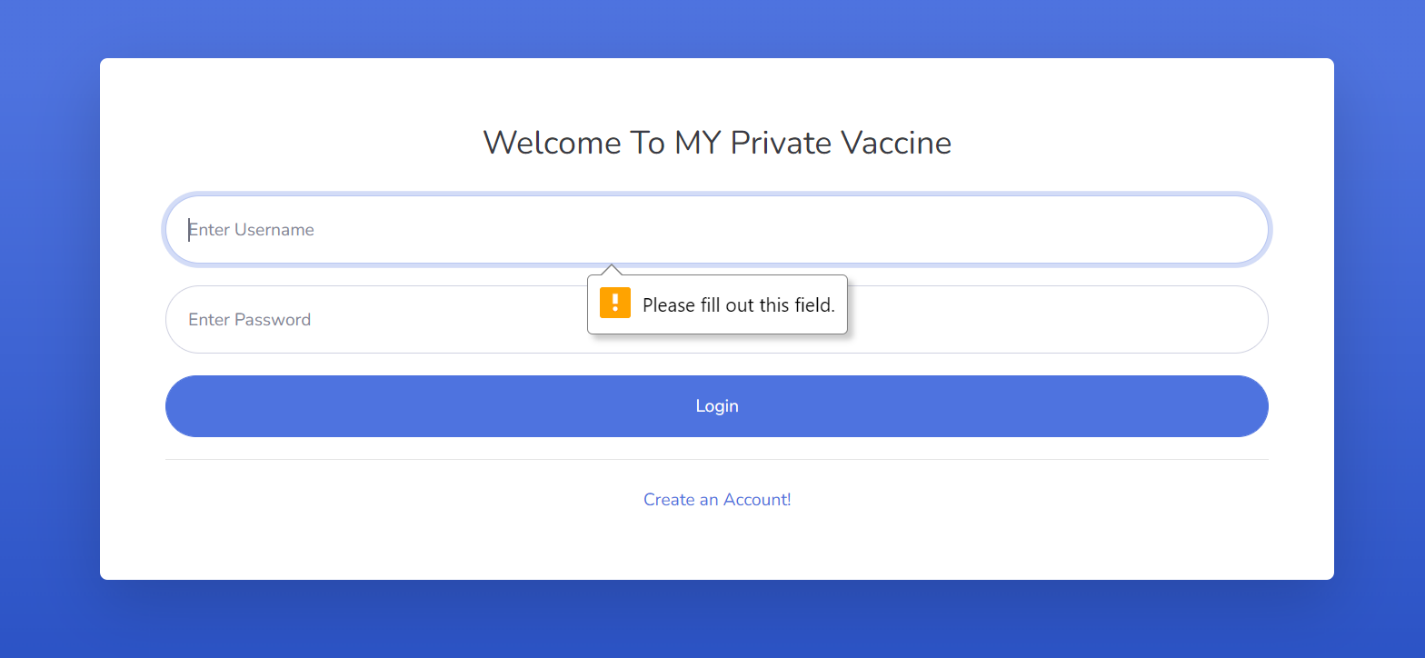 Welcome To MY Private Vaccine
Enter Username
Please fill out this field.
Enter Password
Login
Create an Account!